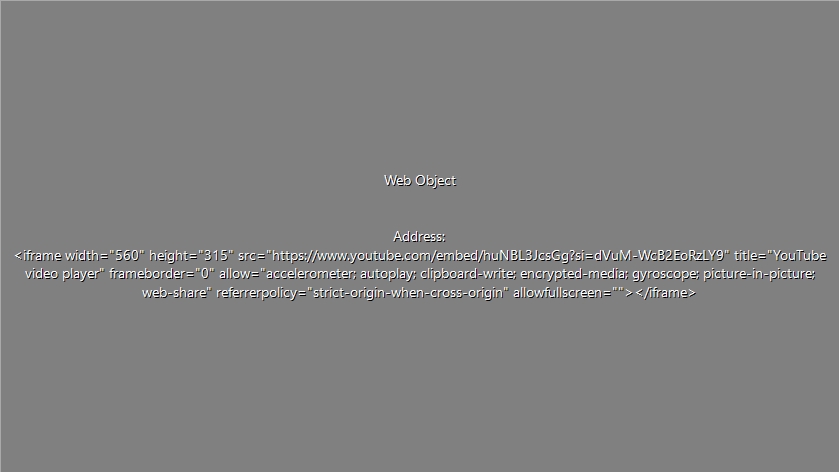 Web Object
Address:
<iframe width="560" height="315" src="https://www.youtube.com/embed/huNBL3JcsGg?si=dVuM-WcB2EoRzLY9" title="YouTube
video player" frameborder="0" allow="accelerometer; autoplay; clipboard-write; encrypted-media; gyroscope; picture-in-picture;
web-share" referrerpolicy="strict-origin-when-cross-origin" allowfullscreen=""></iframe>